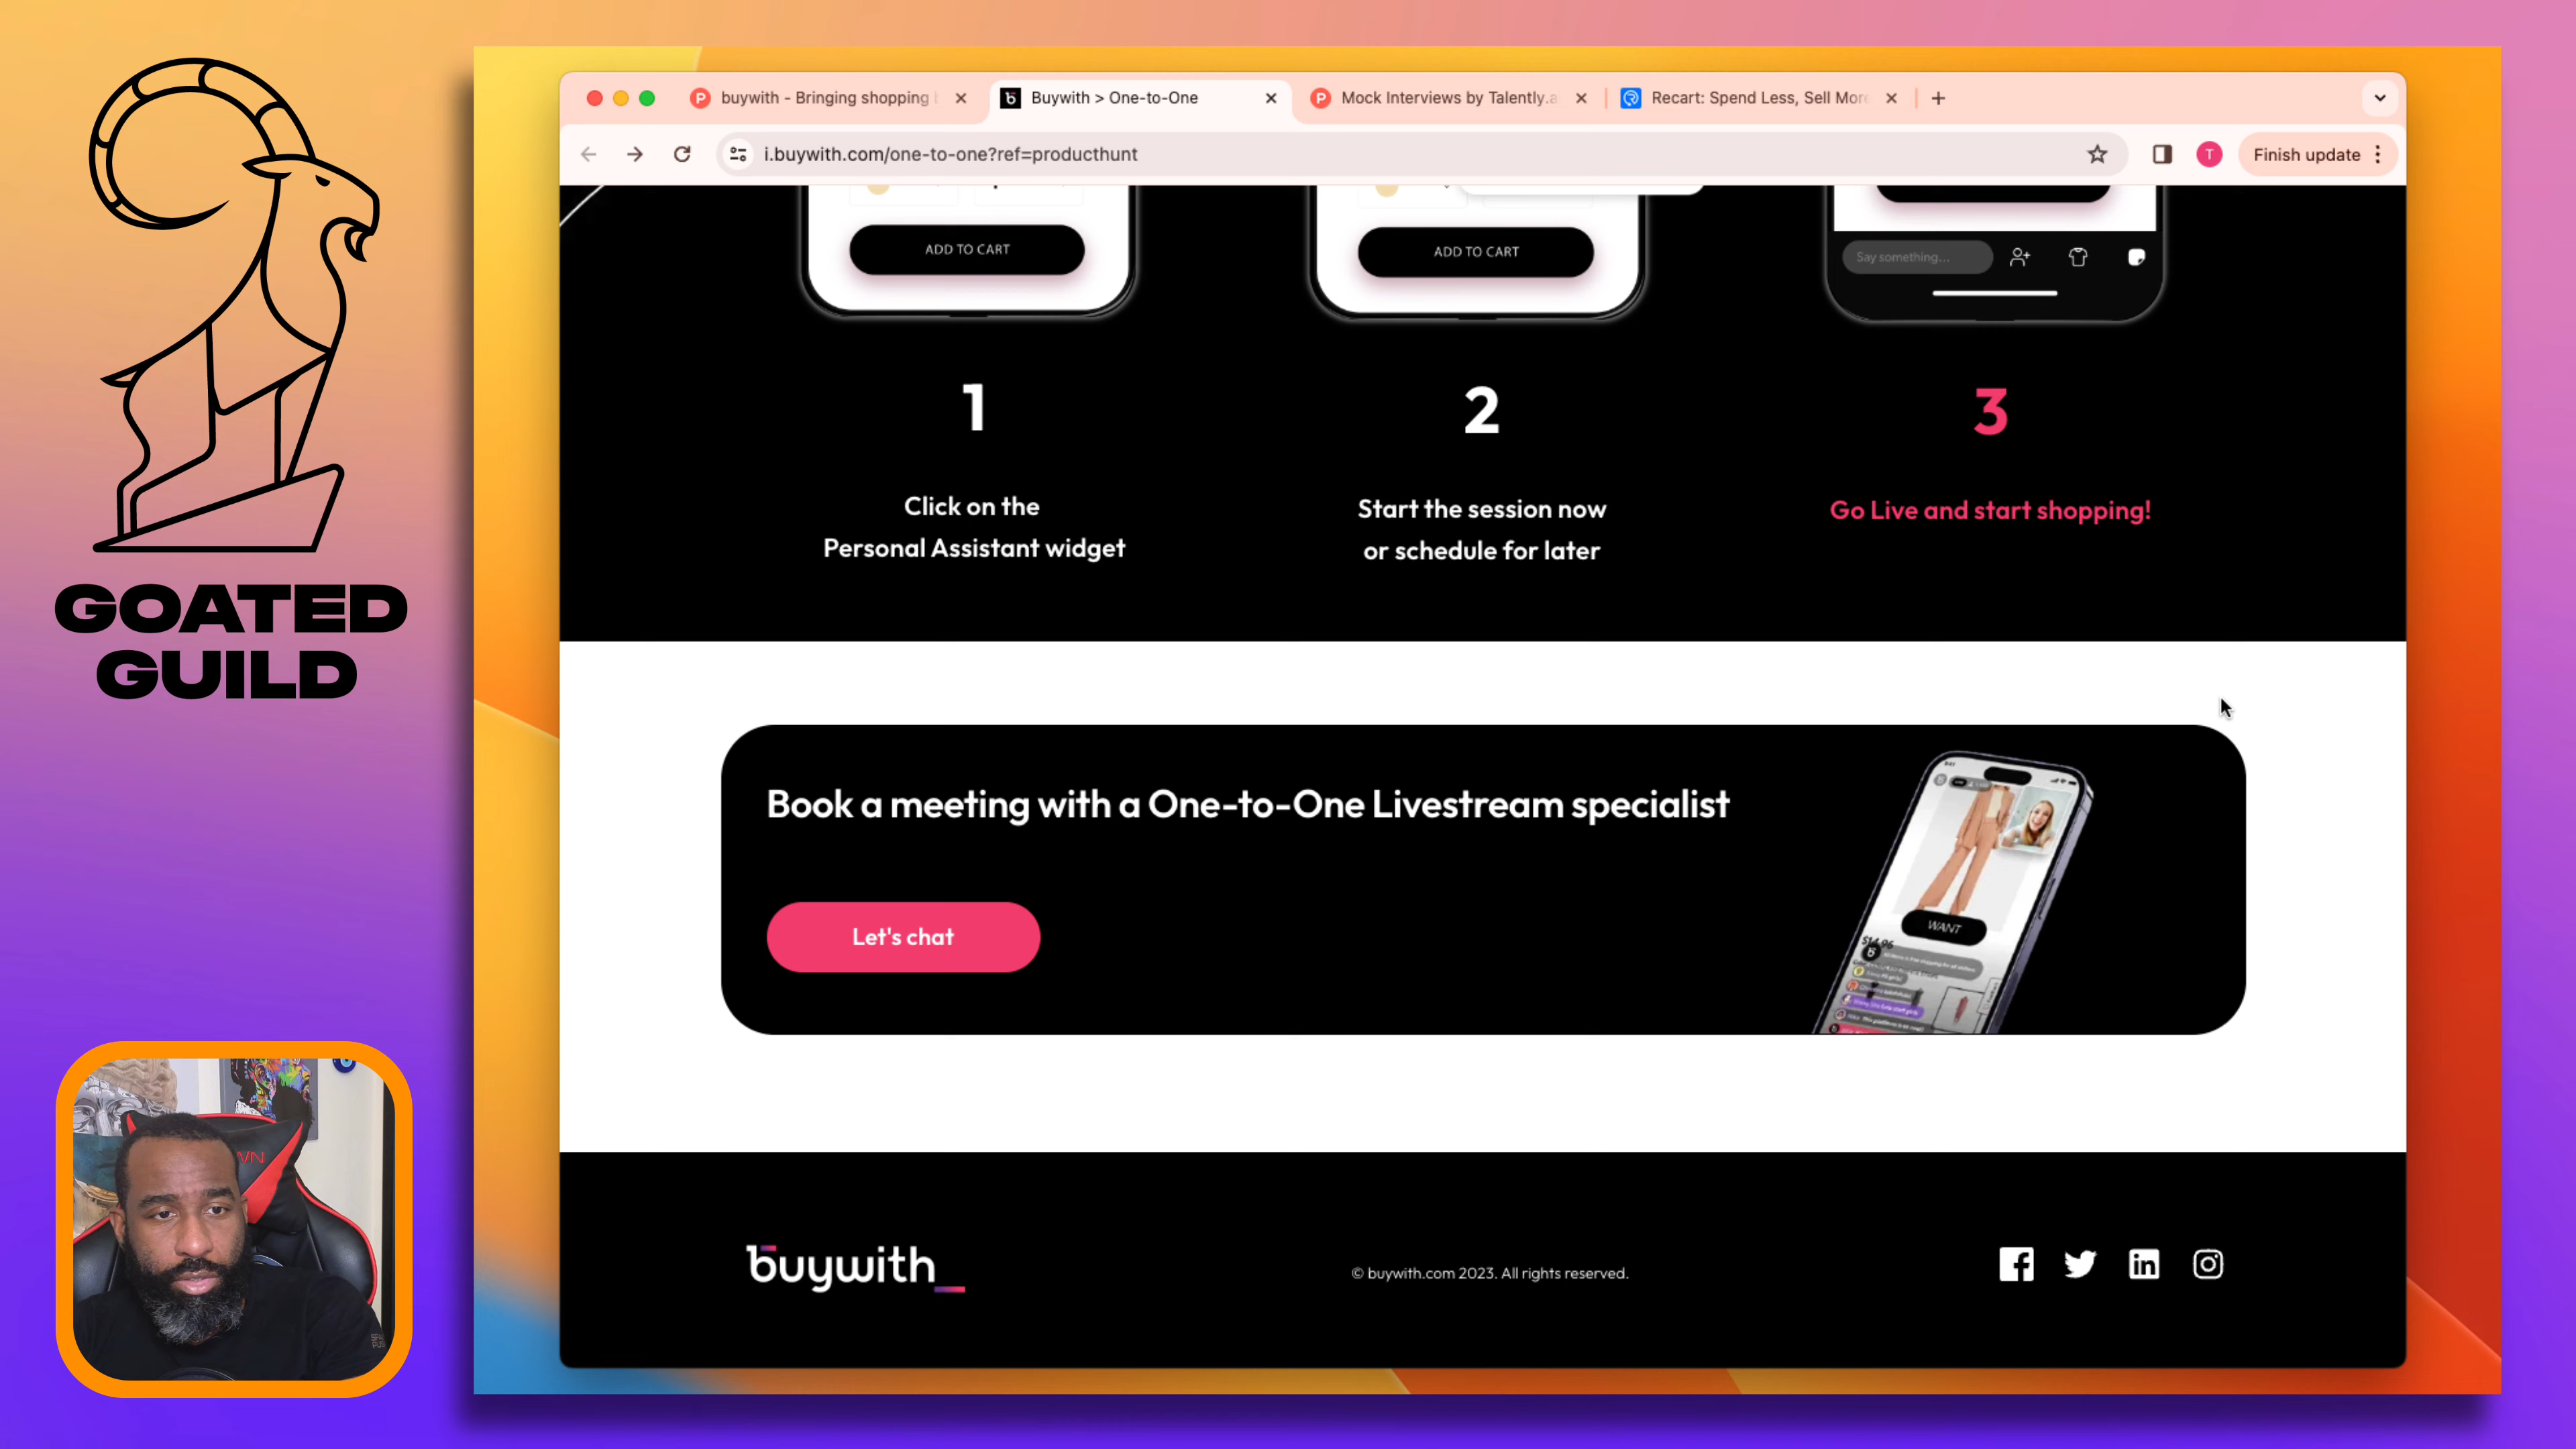 GOATED
GUILD
buywith - Bringing shopping
Buywith > One-to-One
Mock Interviews by Talently.a
Recart: Spend Less, Sell More
i.buywith.com/one-to-one?ref=producthunt
T
Finish update
ADD TO CART
ADD TO CART
Say something...
1
2
3
Click on the
Personal Assistant widget
Start the session now
or schedule for later
Go Live and start shopping!
Book a meeting with a One-to-One Livestream specialist
Let's chat
WANT
$14.96
buywith_
© buywith.com 2023. All rights reserved.